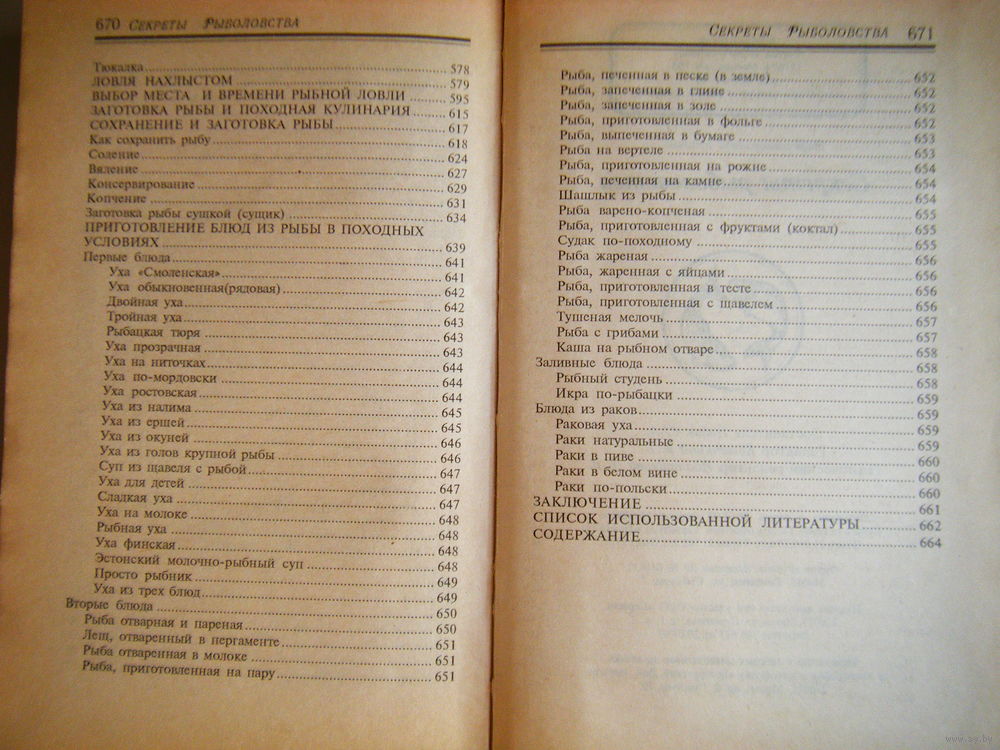 670 Секреты Рыболовства
Тюкалка 578
ЛОВЛЯ НАХЛЫСТОМ 579
ВЫБОР МЕСТА И ВРЕМЕНИ РЫБНОЙ ЛОВЛИ 595
ЗАГОТОВКА РЫБЫ И ПОХОДНАЯ КУЛИНАРИЯ 615
СОХРАНЕНИЕ И ЗАГОТОВКА РЫБЫ 617
Как сохранить рыбу 618
Соление 624
Вяление 627
Консервирование 629
Копчение 631
Заготовка рыбы сушкой (сущик) 634
ПРИГОТОВЛЕНИЕ БЛЮД ИЗ РЫБЫ В ПОХОДНЫХ
УСЛОВИЯХ 639
Первые блюда 641
Уха «Смоленская» 641
Уха обыкновенная(рядовая) 642
Двойная уха 642
Тройная уха 643
Рыбацкая тюря 643
Уха прозрачная 643
Уха на ниточках 644
Уха по-мордовски 644
Уха ростовская 644
Уха из налима 645
Уха из ершей 645
Уха из окуней 646
Уха из голов крупной рыбы 646
Суп из щавеля с рыбой 647
Уха для детей 647
Сладкая уха 647
Уха на молоке 648
Рыбная уха 648
Уха финская 648
Эстонский молочно-рыбный суп 648
Просто рыбник 649
Уха из трех блюд 649
Вторые блюда 650
Рыба отварная и пареная 650
Лещ, отваренный в пергаменте 651
Рыба отваренная в молоке 651
Рыба, приготовленная на пару 651
Секреты Рыболовства 671
Рыба, печенная в песке (в земле) 652
Рыба, запеченная в глине 652
Рыба, запеченная в золе 652
Рыба, приготовленная в фольге 652
Рыба, выпеченная в бумаге 653
Рыба на вертеле 653
Рыба, приготовленная на рожне 654
Рыба, печенная на камне 654
Шашлык из рыбы 654
Рыба варено-копченая 655
Рыба, приготовленная с фруктами (коктал) 655
Судак по-походному 655
Рыба жареная 656
Рыба, жаренная с яйцами 656
Рыба, приготовленная в тесте 656
Рыба, приготовленная с щавелем 656
Тушеная мелочь 657
Рыба с грибами 657
Каша на рыбном отваре 658
Заливные блюда 658
Рыбный студень 658
Икра по-рыбацки 659
Блюда из раков 659
Раковая уха 659
Раки натуральные 659
Раки в пиве 660
Раки в белом вине 660
Раки по-польски 660
ЗАКЛЮЧЕНИЕ 661
СПИСОК ИСПОЛЬЗОВАННОЙ ЛИТЕРАТУРЫ 662
СОДЕРЖАНИЕ 664
www.ay.by